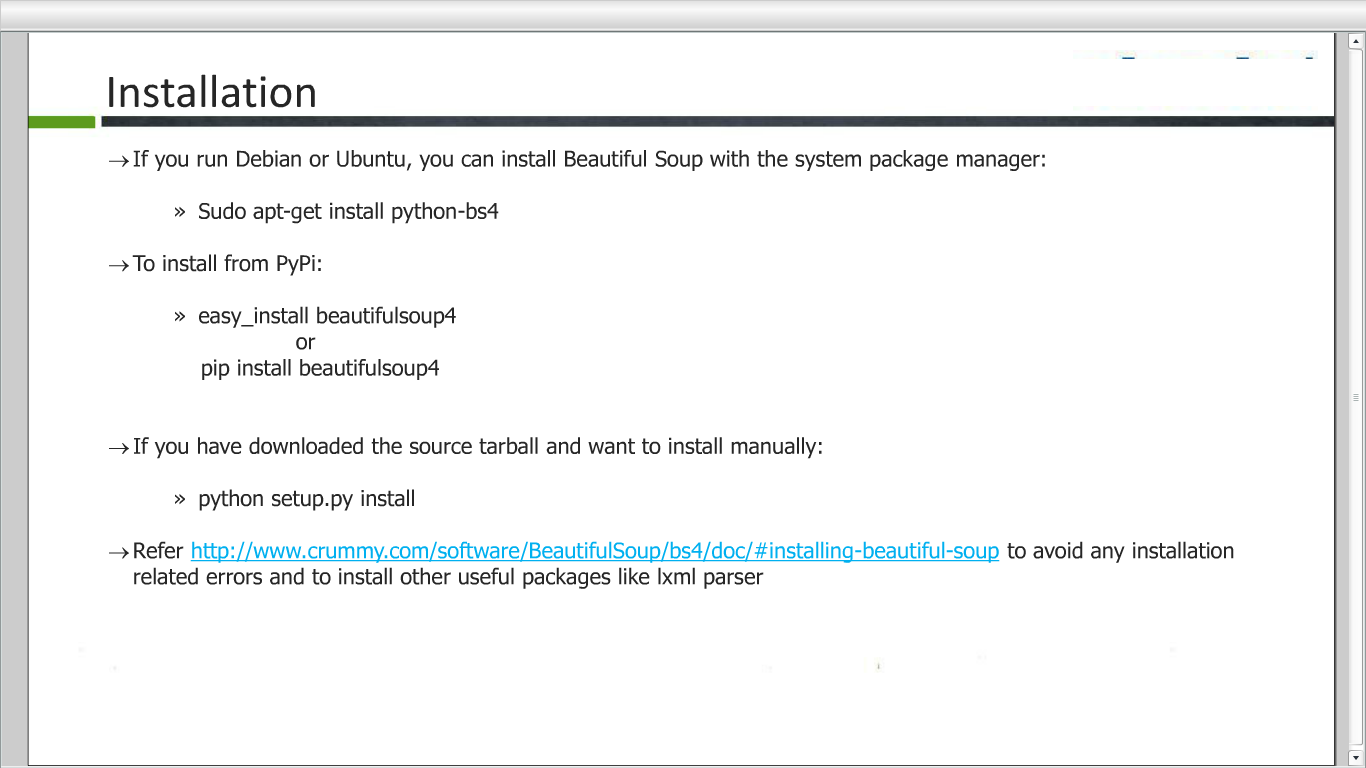 Installation
→If you run Debian or Ubuntu, you can install Beautiful Soup with the system package manager:
» Sudo apt-get install python-bs4
→To install from PyPi:
» easy_install beautifulsoup4
or
pip install beautifulsoup4
→If you have downloaded the source tarball and want to install manually:
» python setup.py install
→Refer http://www.crummy.com/software/BeautifulSoup/bs4/doc/#installing-beautiful-soup to avoid any installation
related errors and to install other useful packages like lxml parser